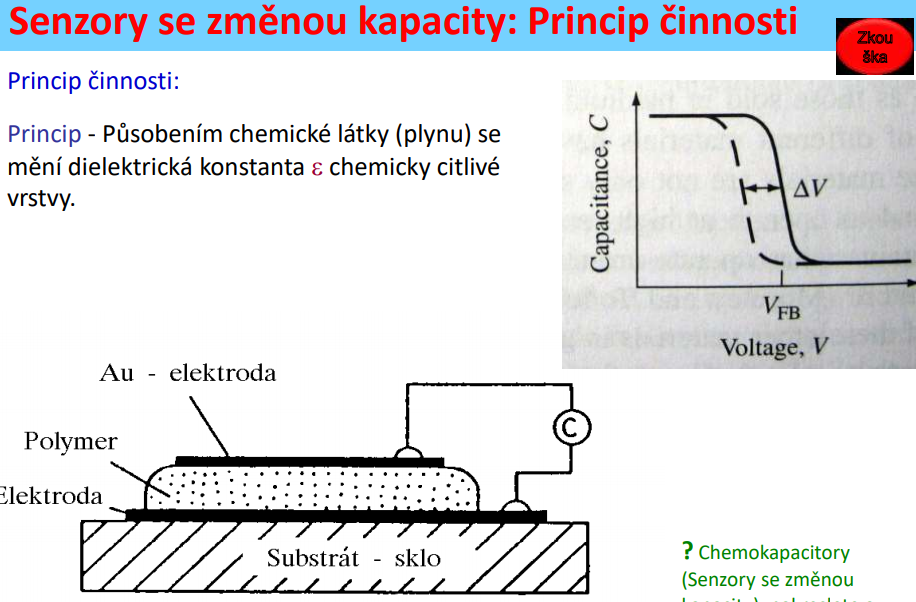 Senzory se změnou kapacity: Princip činnosti
Zkou
ška
Princip činnosti:
Princip - Působením chemické látky (plynu) se
mění dielektrická konstanta ε chemicky citlivé
vrstvy.
Capacitance, C
ΔV
V_FB
Voltage, V
Au - elektroda
C
Polymer
Elektroda
Substrát - sklo
? Chemokapacitory
(Senzory se změnou